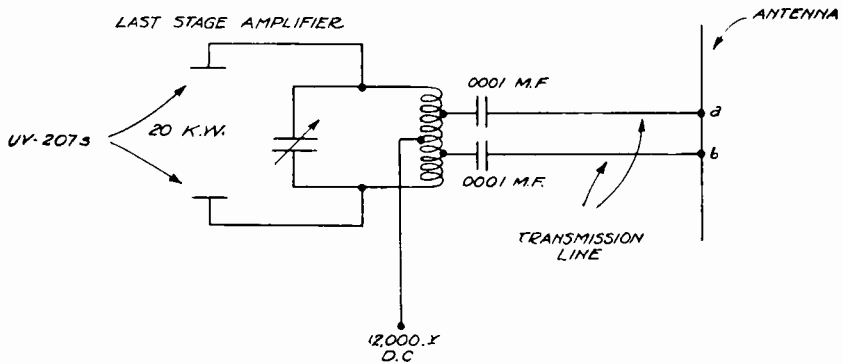 ANTENNA
LAST STAGE AMPLIFIER
0001 M.F
a
UV-207s
20 K.W.
b
0001 M.F.
TRANSMISSION
LINE
12,000.V
D.C